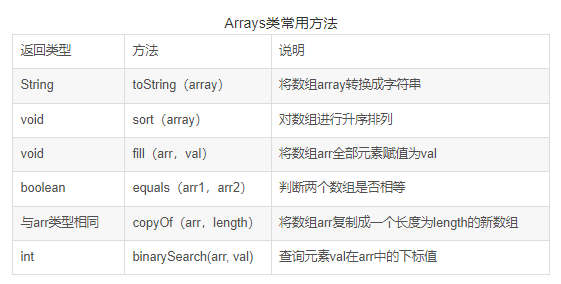 Arrays类常用方法
返回类型 方法 说明
String toString（array） 将数组array转换成字符串
void sort（array） 对数组进行升序排列
void fill（arr，val） 将数组arr全部元素赋值为val
boolean equals（arr1，arr2） 判断两个数组是否相等
与arr类型相同 copyOf（arr，length） 将数组arr复制成一个长度为length的新数组
int binarySearch(arr, val) 查询元素val在arr中的下标值